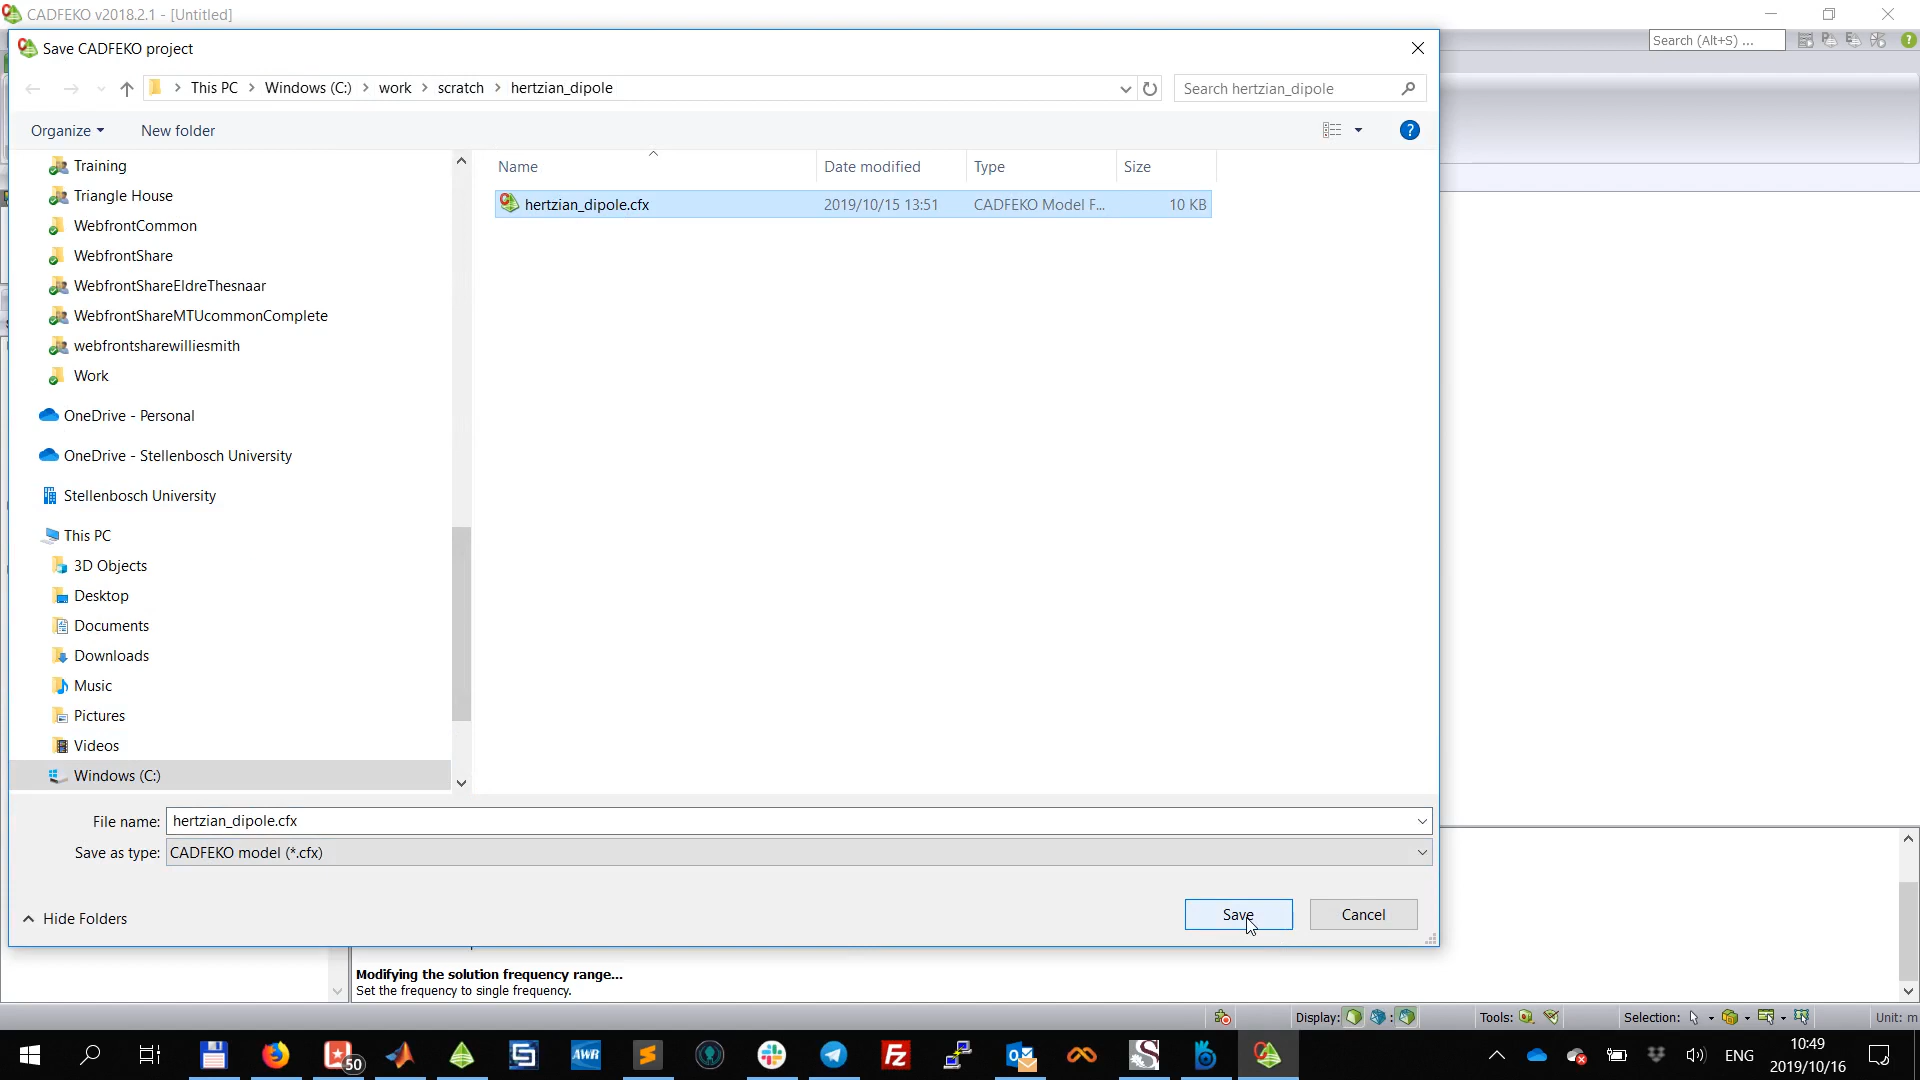 CADFEKO v2018.2.1 - [Untitled]
Save CADFEKO project
Search (Alt+S) ...
This PC > Windows (C:) > work > scratch > hertzian_dipole
Search hertzian_dipole
Organize
New folder
Training
Triangle House
WebfrontCommon
WebfrontShare
WebfrontShareEldreThesnaar
WebfrontShareMTUcommonComplete
webfrontsharewilliesmith
Work
OneDrive - Personal
OneDrive - Stellenbosch University
Stellenbosch University
This PC
3D Objects
Desktop
Documents
Downloads
Music
Pictures
Videos
Windows (C:)
Name Date modified Type Size
hertzian_dipole.cfx 2019/10/15 13:51 CADFEKO Model F... 10 KB
File name: hertzian_dipole.cfx
Save as type: CADFEKO model (*.cfx)
Hide Folders
Save
Cancel
Modifying the solution frequency range...
Set the frequency to single frequency.
Display: Tools: Selection: Unit: m
50
AWR
ENG
10:49
2019/10/16